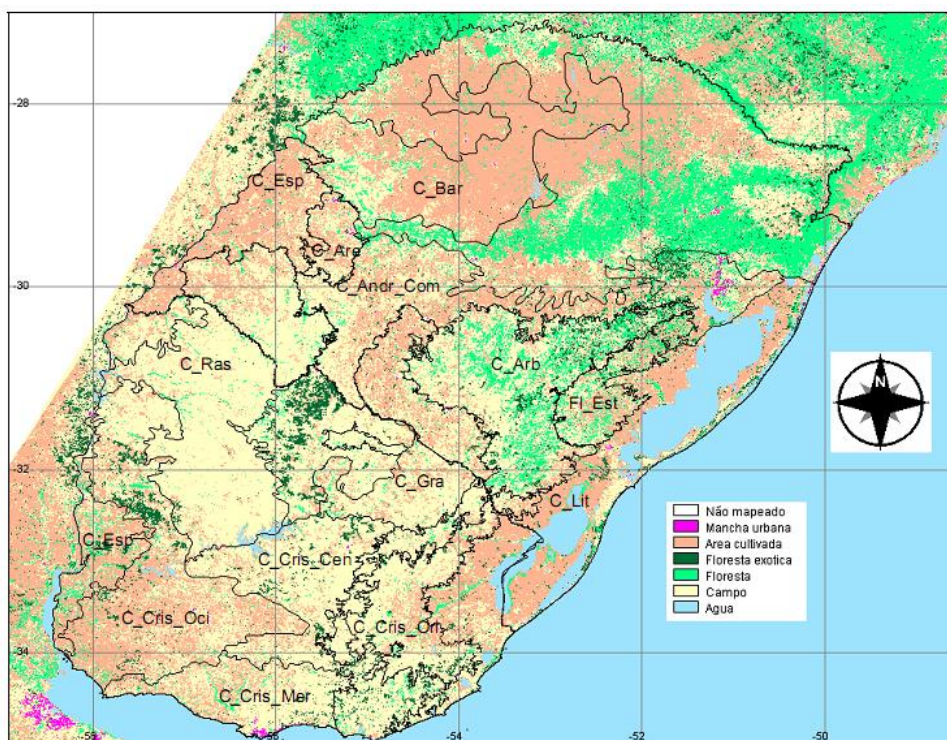 -28
C_Esp
C_Bar
C_Are
-30
C_Andr_Com
C_Ras
C_Arb
N
Fl_Est
-32
C_Gra
C_Lit
C_Esp
C_Cris_Cen
C_Cris_Oci
C_Cris_Ori
-34
C_Cris_Mer
Não mapeado
Mancha urbana
Area cultivada
Floresta exotica
Floresta
Campo
Agua
-54
-52
-50